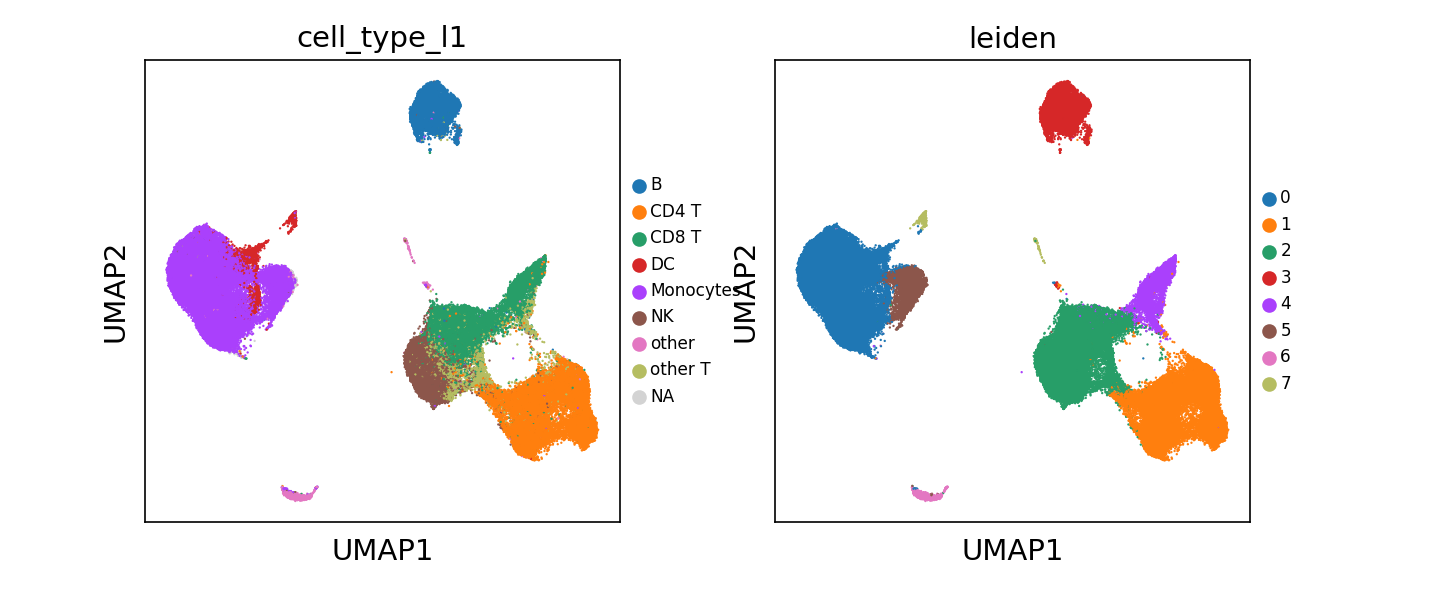 cell_type_l1
UMAP2
UMAP1
B
CD4 T
CD8 T
DC
Monocytes
NK
other
other T
NA
leiden
UMAP2
UMAP1
0
1
2
3
4
5
6
7